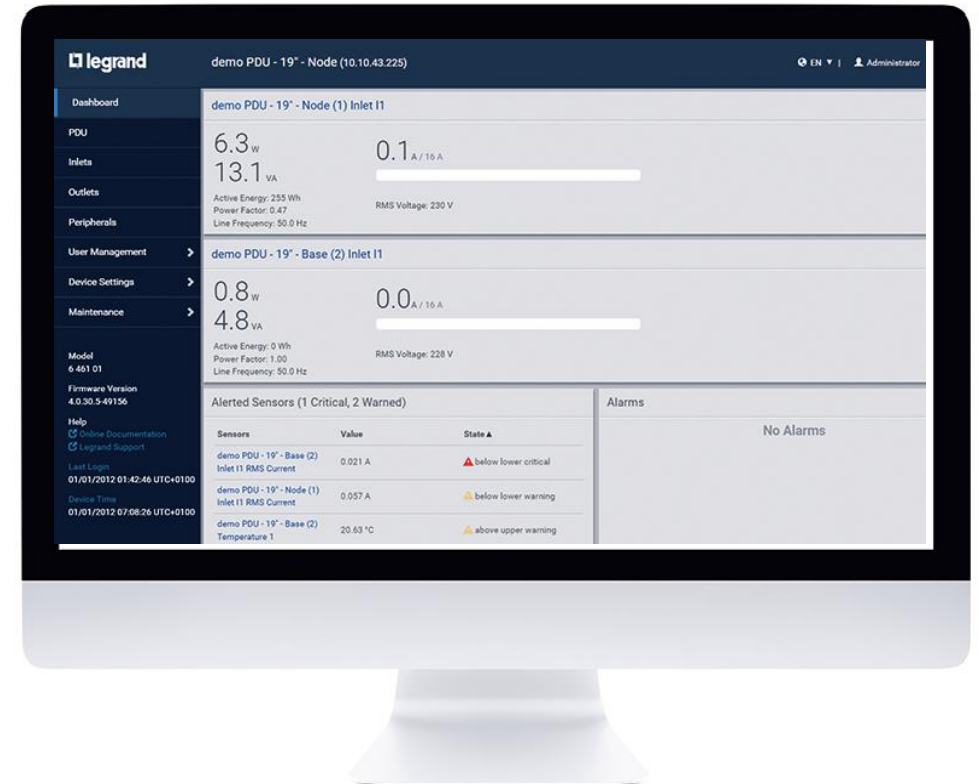 legrand
demo PDU - 19" - Node (10.10.43.225)
EN ▼ |
Administrator
Dashboard
PDU
Inlets
Outlets
Peripherals
User Management
Device Settings
Maintenance
Model
6 461 01
Firmware Version
4.0.30.5-49156
Help
Online Documentation
Legrand Support
Last Login
01/01/2012 01:42:46 UTC+0100
Device Time
01/01/2012 07:08:26 UTC+0100
demo PDU - 19" - Node (1) Inlet I1
6.3 W
13.1 VA
Active Energy: 255 Wh
Power Factor: 0.47
Line Frequency: 50.0 Hz
0.1 A / 16 A
RMS Voltage: 230 V
demo PDU - 19" - Base (2) Inlet I1
0.8 W
4.8 VA
Active Energy: 0 Wh
Power Factor: 1.00
Line Frequency: 50.0 Hz
0.0 A / 16 A
RMS Voltage: 228 V
Alerted Sensors (1 Critical, 2 Warned)
Sensors Value State ▲
demo PDU - 19" - Base (2)
Inlet I1 RMS Current
0.021 A
below lower critical
demo PDU - 19" - Node (1)
Inlet I1 RMS Current
0.057 A
below lower warning
demo PDU - 19" - Base (2)
Temperature 1
20.63 °C
above upper warning
Alarms
No Alarms